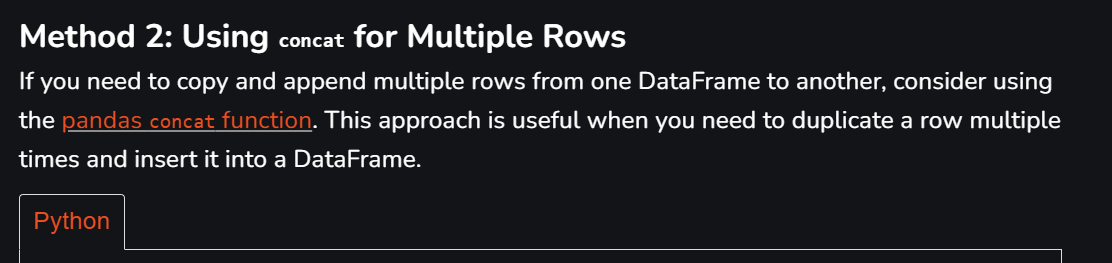 Method 2: Using concat for Multiple Rows
If you need to copy and append multiple rows from one DataFrame to another, consider using
the pandas concat function. This approach is useful when you need to duplicate a row multiple
times and insert it into a DataFrame.
Python